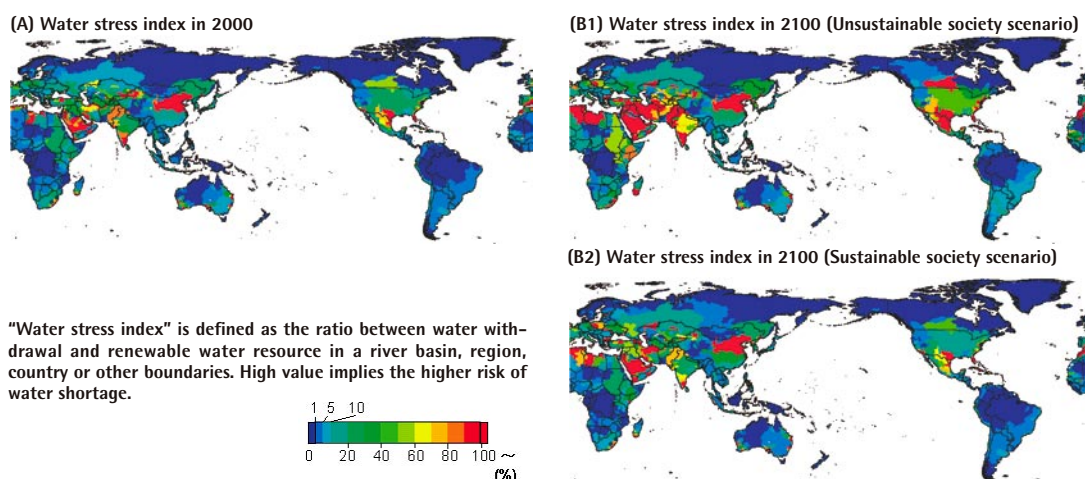 (A) Water stress index in 2000
(B1) Water stress index in 2100 (Unsustainable society scenario)
(B2) Water stress index in 2100 (Sustainable society scenario)
“Water stress index” is defined as the ratio between water with-
drawal and renewable water resource in a river basin, region,
country or other boundaries. High value implies the higher risk of
water shortage.
1 5 10
0 20 40 60 80 100 ～
(%)